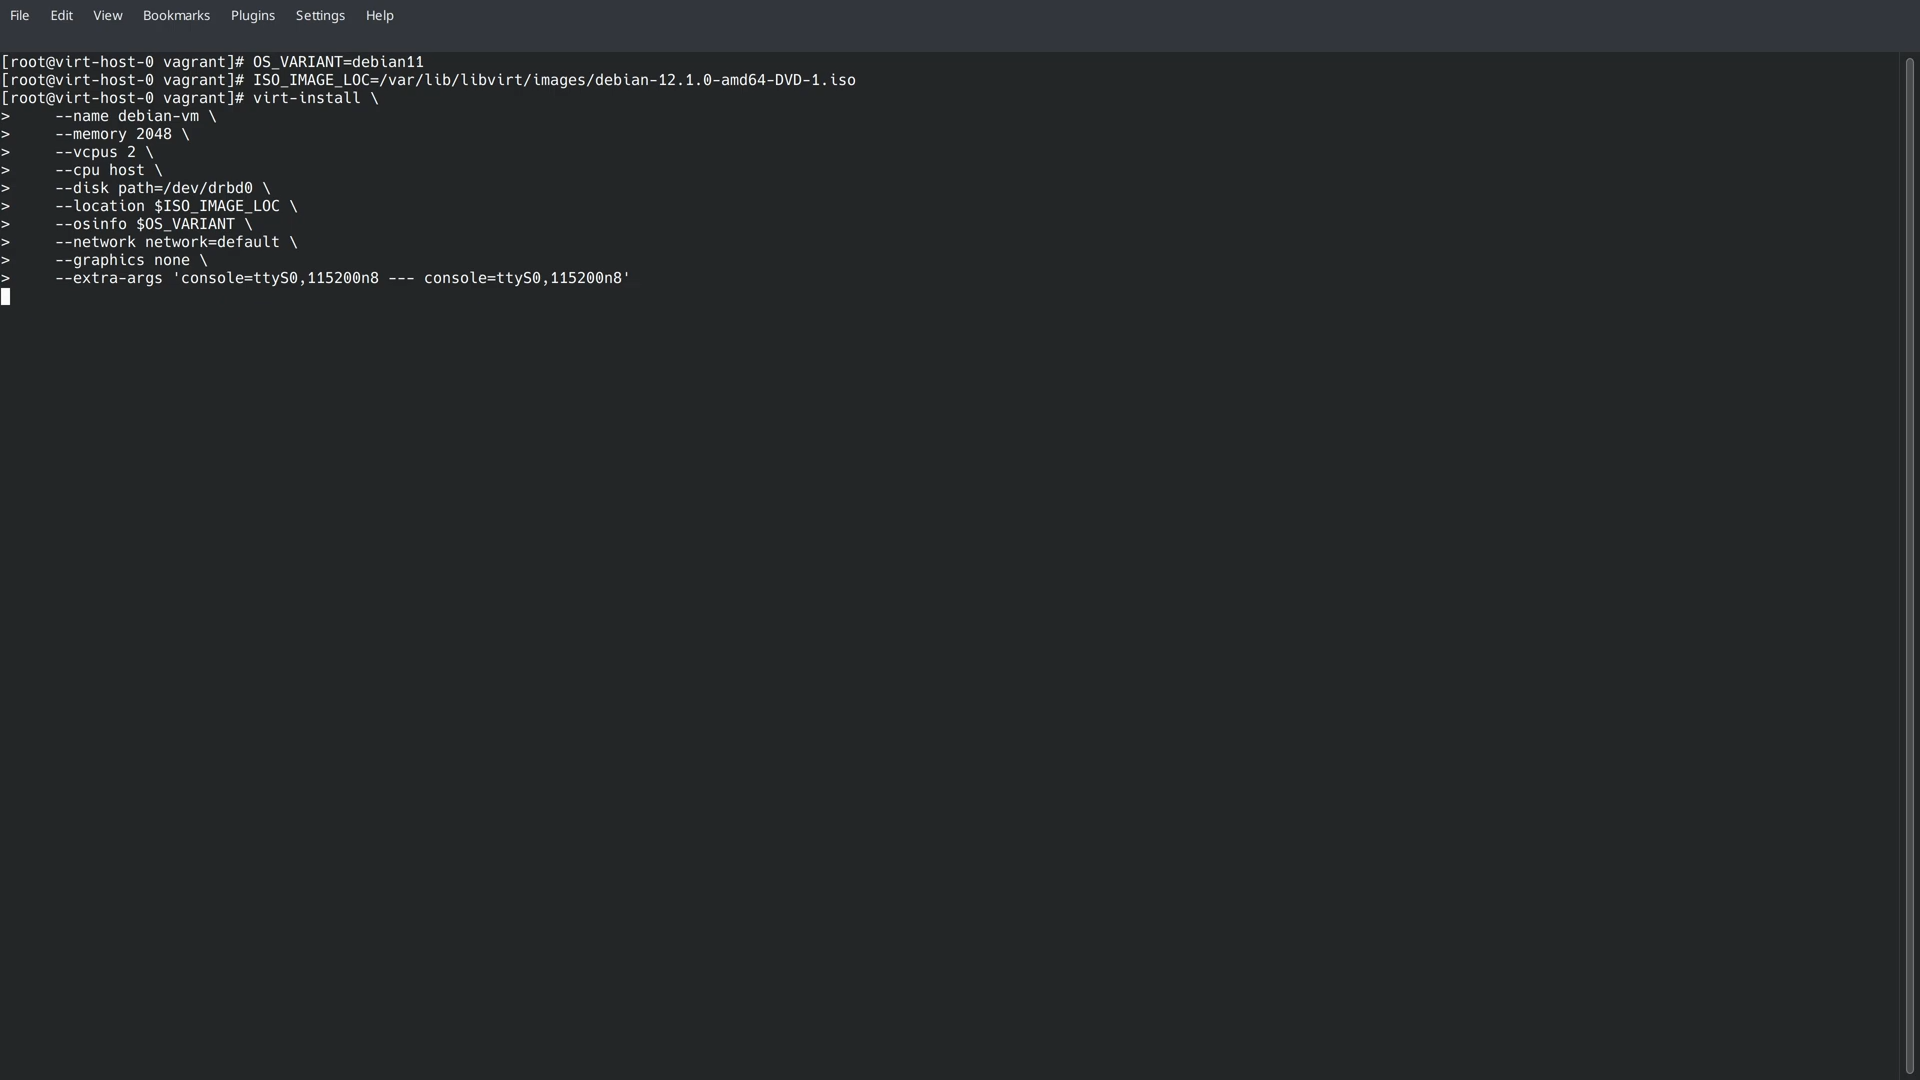 File Edit View Bookmarks Plugins Settings Help
[root@virt-host-0 vagrant]# OS_VARIANT=debian11
[root@virt-host-0 vagrant]# ISO_IMAGE_LOC=/var/lib/libvirt/images/debian-12.1.0-amd64-DVD-1.iso
[root@virt-host-0 vagrant]# virt-install \
>     --name debian-vm \
>     --memory 2048 \
>     --vcpus 2 \
>     --cpu host \
>     --disk path=/dev/drbd0 \
>     --location $ISO_IMAGE_LOC \
>     --osinfo $OS_VARIANT \
>     --network network=default \
>     --graphics none \
>     --extra-args 'console=ttyS0,115200n8 --- console=ttyS0,115200n8'